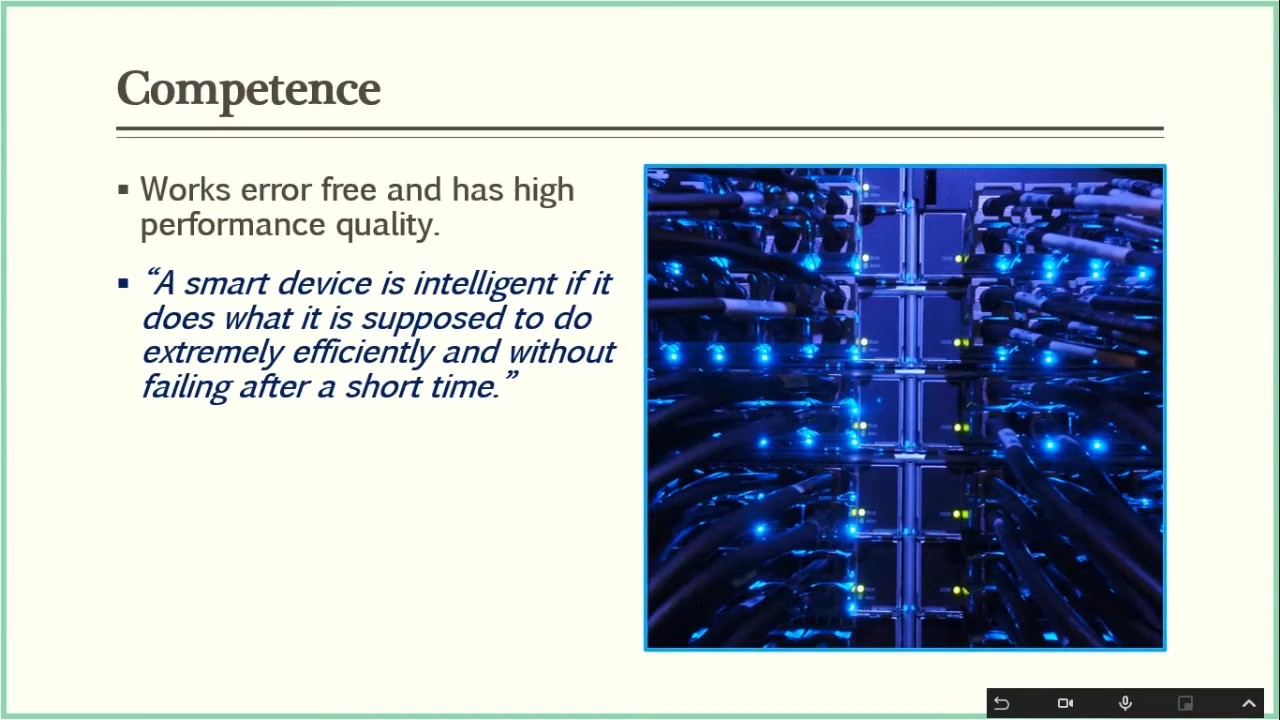 Competence
▪ Works error free and has high
performance quality.
▪ “A smart device is intelligent if it
does what it is supposed to do
extremely efficiently and without
failing after a short time.”